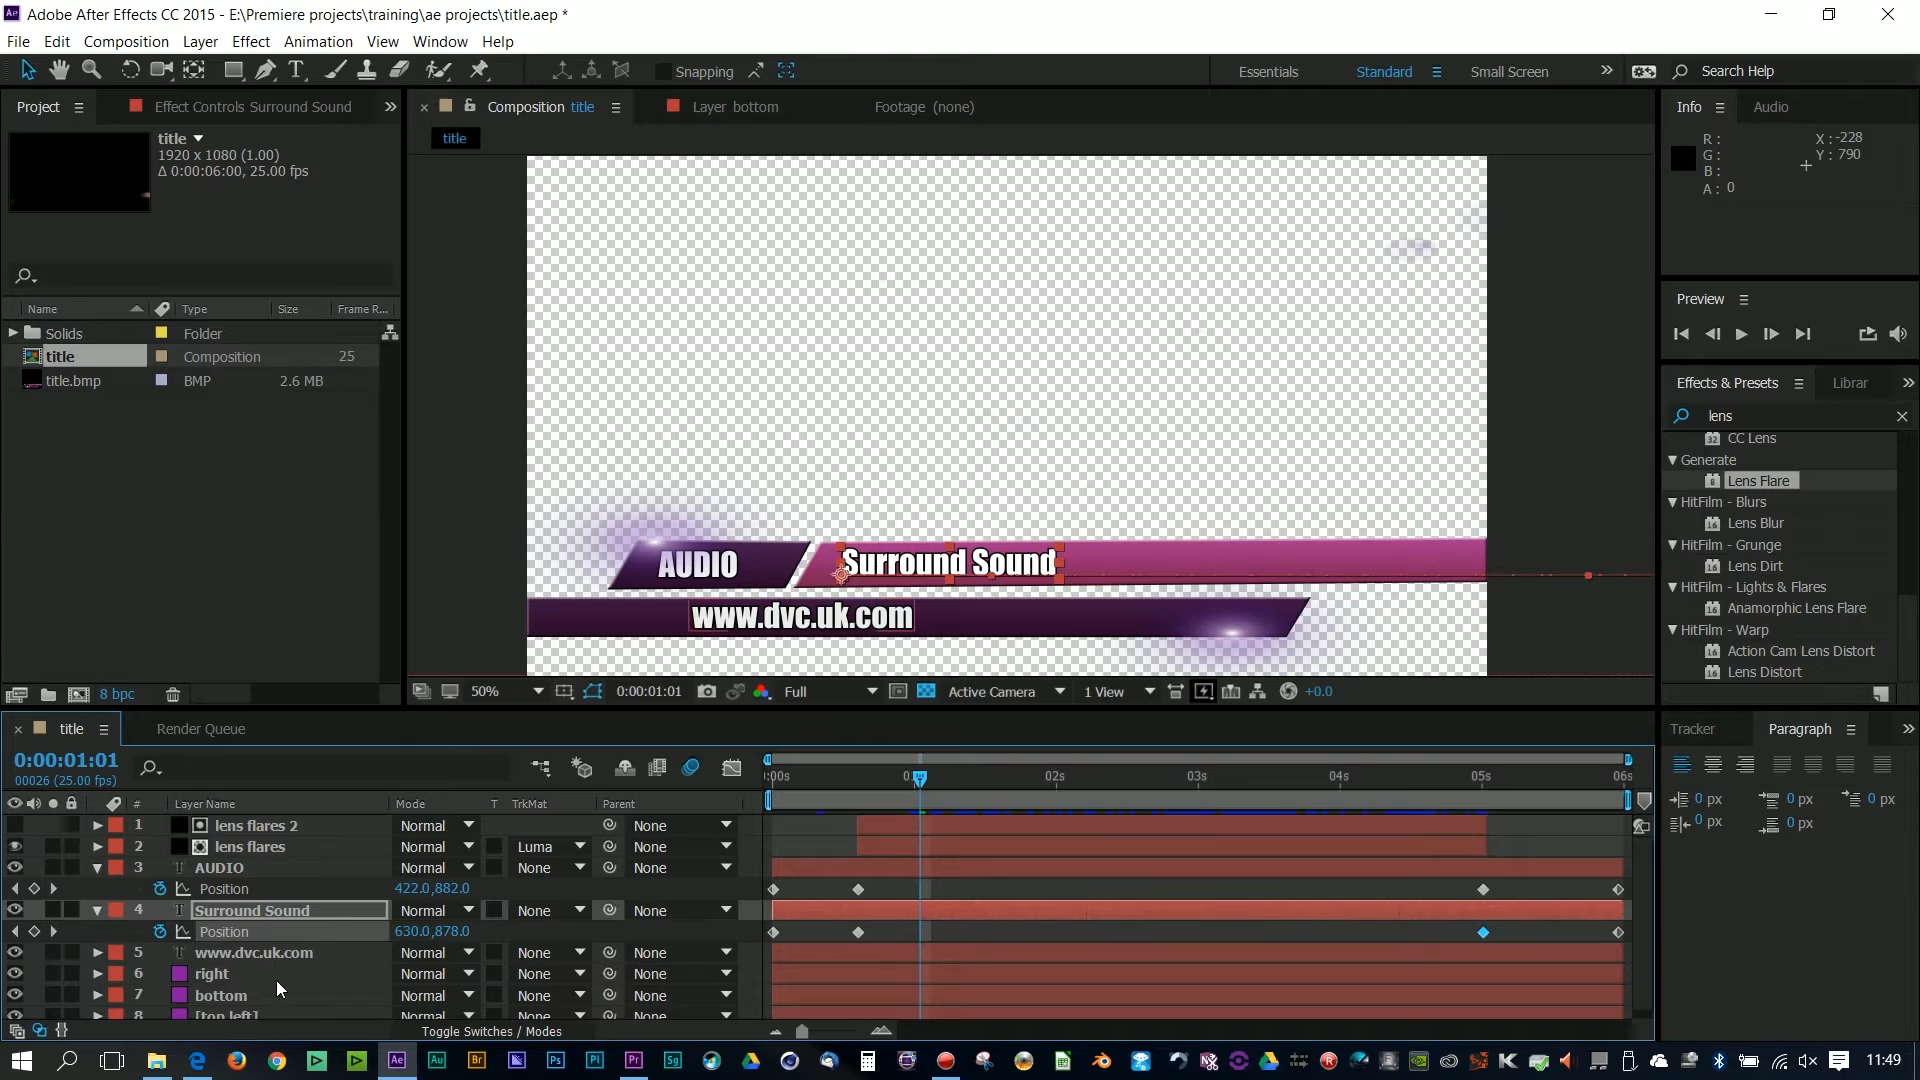 Adobe After Effects CC 2015 - E:\Premiere projects\training\ae projects\title.aep *
File Edit Composition Layer Effect Animation View Window Help
Snapping
Essentials Standard Small Screen Search Help
Project Effect Controls Surround Sound
Composition title Layer bottom Footage (none)
Info Audio
title
title
1920 x 1080 (1.00)
Δ 0:00:06:00, 25.00 fps
R :
G :
B :
A : 0
X : -228
Y : 790
Name Type Size Frame R...
Solids Folder
title Composition 25
title.bmp BMP 2.6 MB
Preview
Effects & Presets Librar
lens
CC Lens
Generate
Lens Flare
HitFilm - Blurs
Lens Blur
HitFilm - Grunge
Lens Dirt
HitFilm - Lights & Flares
Anamorphic Lens Flare
HitFilm - Warp
Action Cam Lens Distort
Lens Distort
AUDIO Surround Sound
www.dvc.uk.com
8 bpc
50% 0:00:01:01 Full Active Camera 1 View +0.0
title Render Queue
Tracker Paragraph
0:00:01:01
00026 (25.00 fps)
:00s 02s 03s 04s 05s 06s
# Layer Name Mode T TrkMat Parent
1 lens flares 2 Normal None
2 lens flares Normal Luma None
3 AUDIO Normal None None
Position 422.0,882.0
4 Surround Sound Normal None None
Position 630.0,878.0
5 www.dvc.uk.com Normal None None
6 right Normal None None
7 bottom Normal None None
8 [top left] Normal None None
Toggle Switches / Modes
0 px 0 px 0 px
0 px 0 px
Ae Au Br Ps Pl Pr Sg
11:49